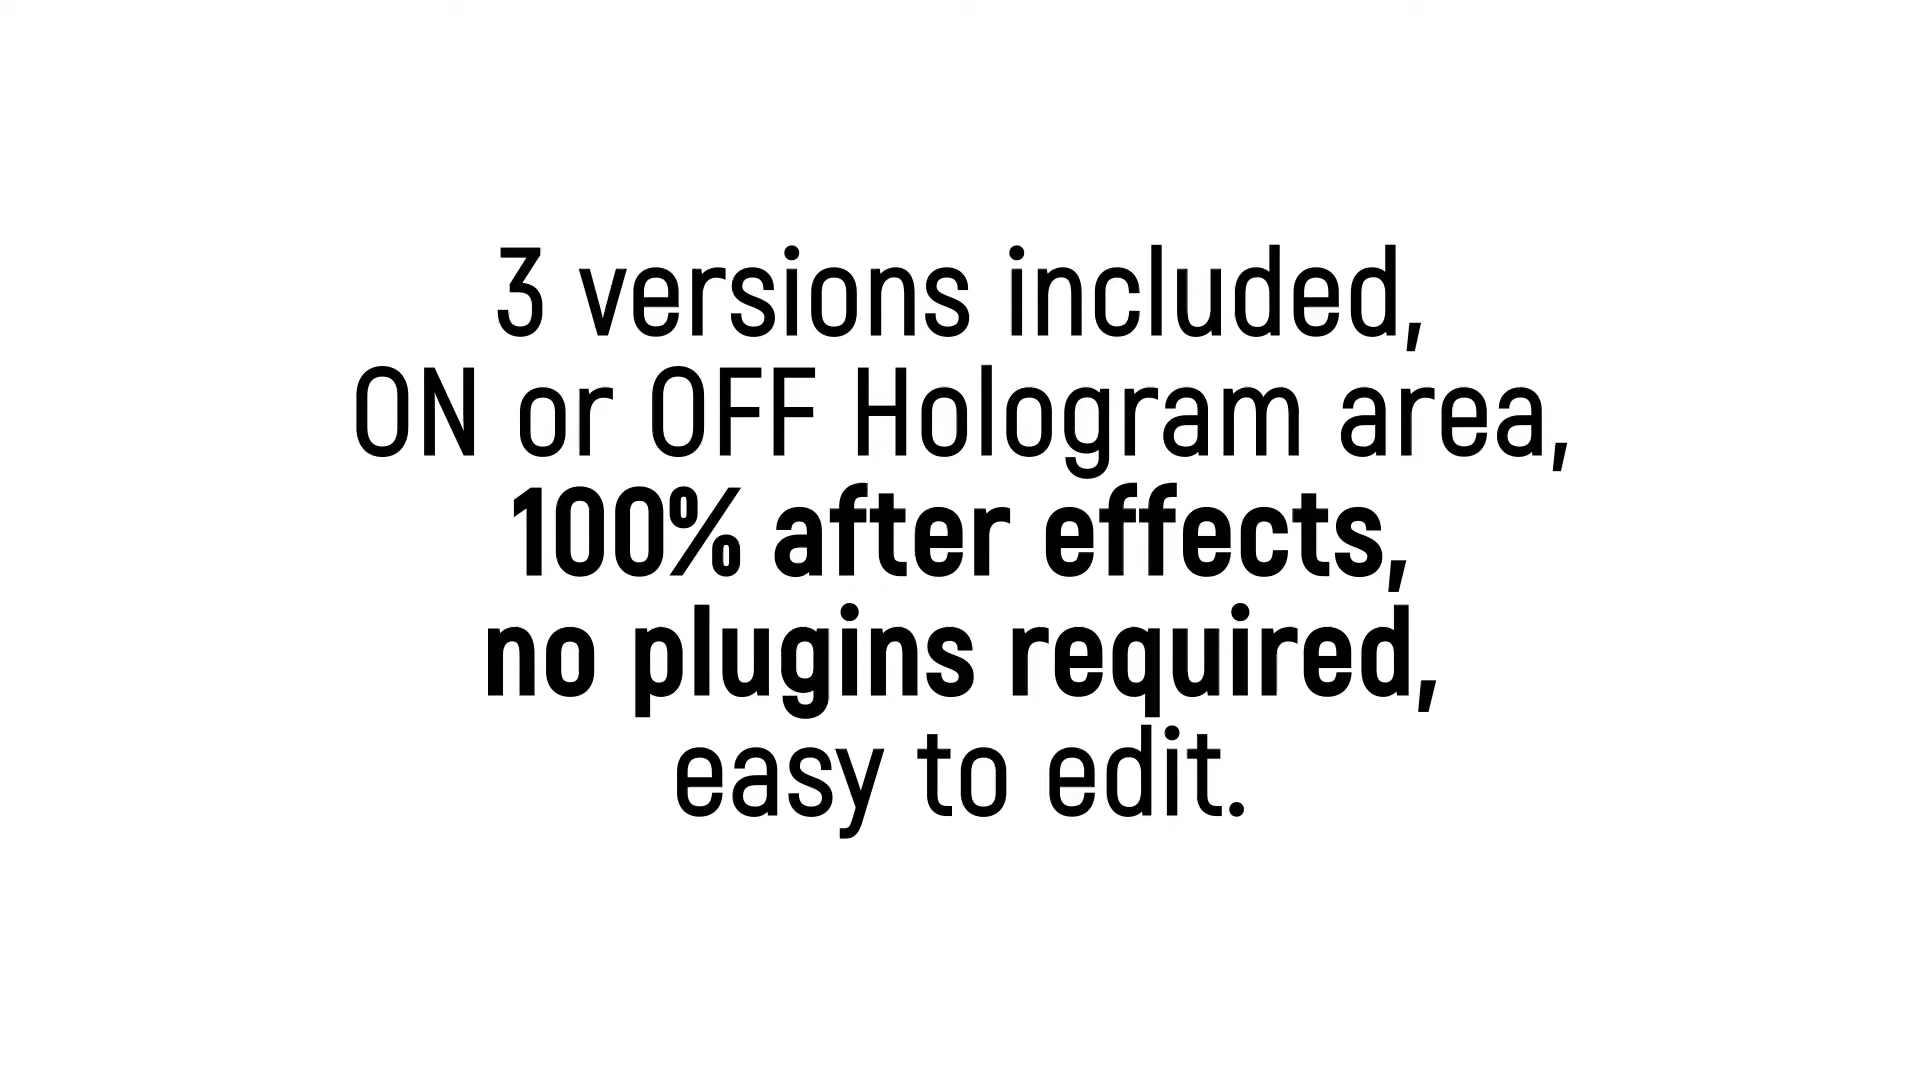 3 versions included,
ON or OFF Hologram area,
100% after effects,
no plugins required,
easy to edit.